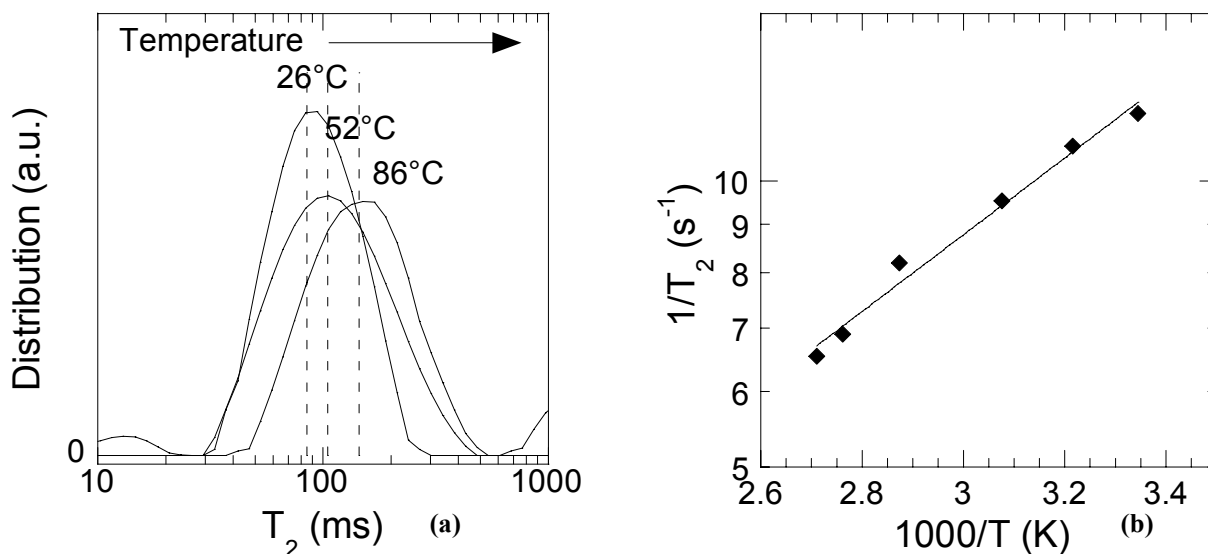 Temperature
26°C
52°C
86°C
Distribution (a.u.)
0
10 100 1000
T2 (ms) (a)
10
9
8
7
6
5
1/T2 (s-1)
2.6 2.8 3 3.2 3.4
1000/T (K) (b)